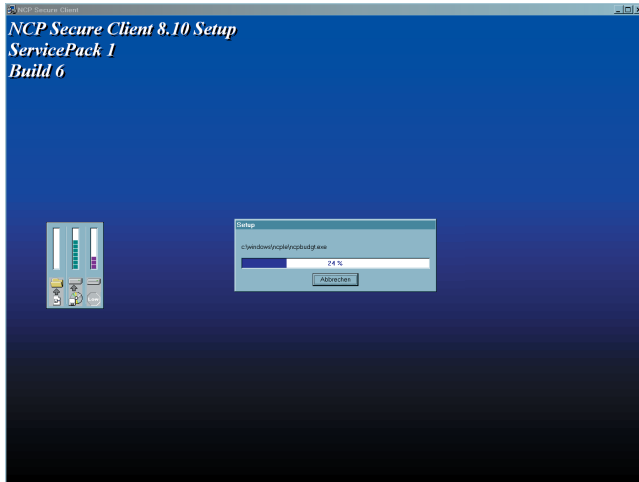 NCP Secure Client
NCP Secure Client 8.10 Setup
ServicePack 1
Build 6
Setup
c:\windows\ncple\ncpbudgt.exe
24 %
Abbrechen
Low